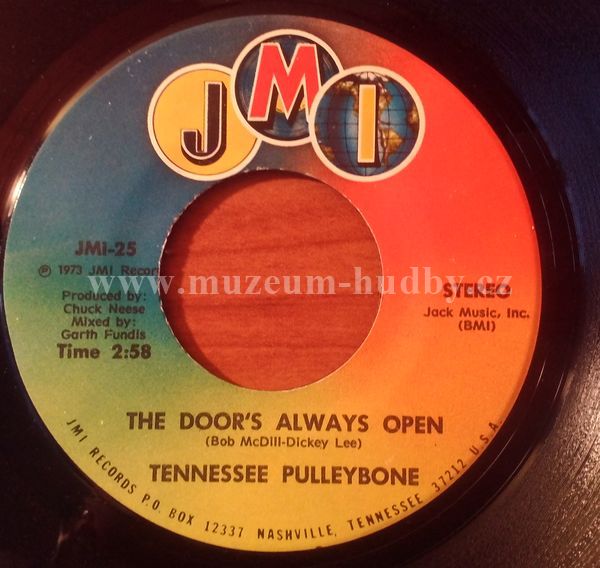 JMI
JMI-25
℗ 1973 JMI Record
Produced by:
Chuck Neese
Mixed by:
Garth Fundis
Time 2:58
www.muzeum-hudby.cz
STEREO
Jack Music, Inc.
(BMI)
THE DOOR'S ALWAYS OPEN
(Bob McDill-Dickey Lee)
TENNESSEE PULLEYBONE
JMI RECORDS P.O. BOX 12337 NASHVILLE, TENNESSEE 37212 U.S.A.